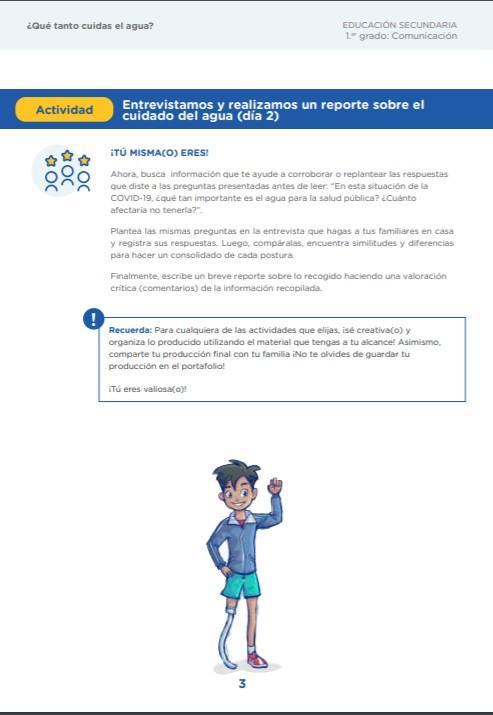 ¿Qué tanto cuidas el agua?
EDUCACIÓN SECUNDARIA
1.er grado: Comunicación
Actividad
Entrevistamos y realizamos un reporte sobre el
cuidado del agua (día 2)
¡TÚ MISMA(O) ERES!
Ahora, busca información que te ayude a corroborar o replantear las respuestas
que diste a las preguntas presentadas antes de leer: "En esta situación de la
COVID-19, ¿qué tan importante es el agua para la salud pública? ¿Cuánto
afectaría no tenerla?".
Plantea las mismas preguntas en la entrevista que hagas a tus familiares en casa
y registra sus respuestas. Luego, compáralas, encuentra similitudes y diferencias
para hacer un consolidado de cada postura.
Finalmente, escribe un breve reporte sobre lo recogido haciendo una valoración
crítica (comentarios) de la información recopilada.
!
Recuerda: Para cualquiera de las actividades que elijas, ¡sé creativa(o) y
organiza lo producido utilizando el material que tengas a tu alcance! Asimismo,
comparte tu producción final con tu familia ¡No te olvides de guardar tu
producción en el portafolio!
¡Tú eres valiosa(o)!
3